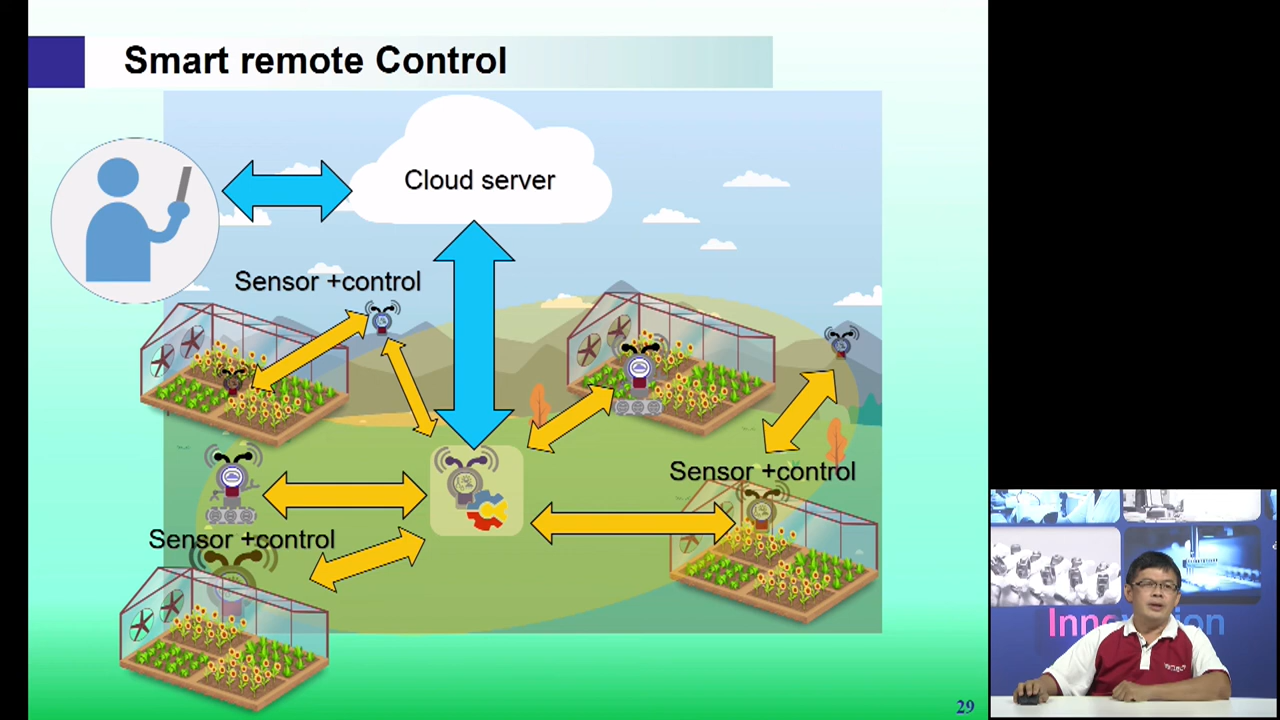 Smart remote Control
Cloud server
Sensor +control
Sensor +control
Sensor +control
29